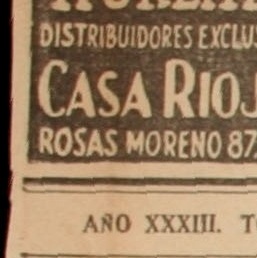 DISTRIBUIDORES EXCLUS
CASA RIOJ
ROSAS MORENO 87
AÑO XXXIII. T